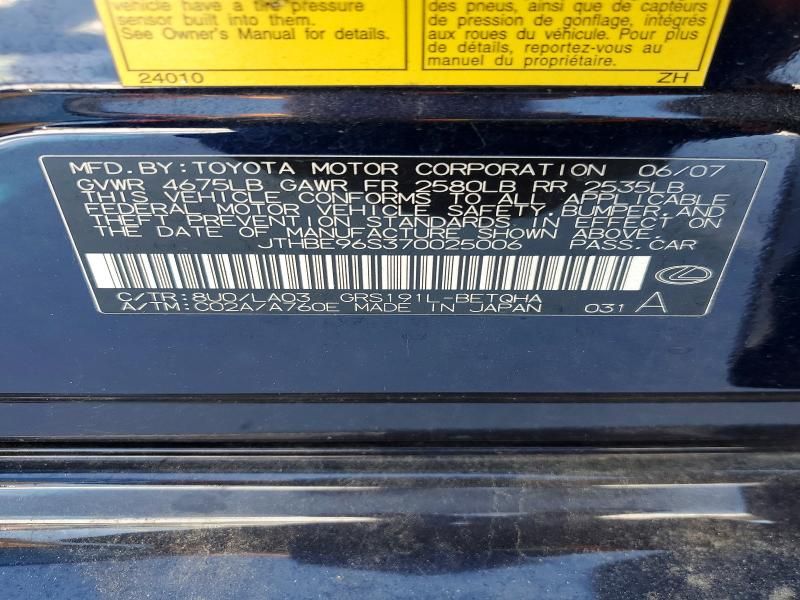 vehicle have a tire pressure
sensor built into them.
See Owner's Manual for details.
24010
des pneus, ainsi que de capteurs
de pression de gonflage, intégrés
aux roues du véhicule. Pour plus
de détails, reportez-vous au
manuel du propriétaire.
ZH
MFD.BY:TOYOTA MOTOR CORPORATION 06/07
GVWR 4675LB GAWR FR 2580LB RR 2535LB
THIS VEHICLE CONFORMS TO ALL APPLICABLE
FEDERAL MOTOR VEHICLE SAFETY,BUMPER,AND
THEFT PREVENTION STANDARDS IN EFFECT ON
THE DATE OF MANUFACTURE SHOWN ABOVE.
JTHBE96S370025006 PASS.CAR
C/TR:8U0/LA03 GRS191L-BETQHA
A/TM:C02A/A760E MADE IN JAPAN 031 A